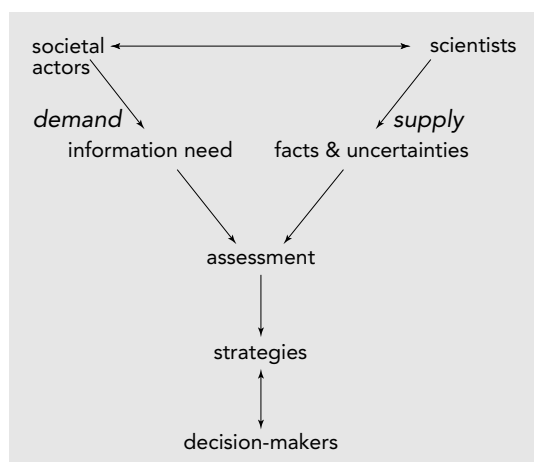 societal
actors
scientists
demand
supply
information need
facts & uncertainties
assessment
strategies
decision-makers